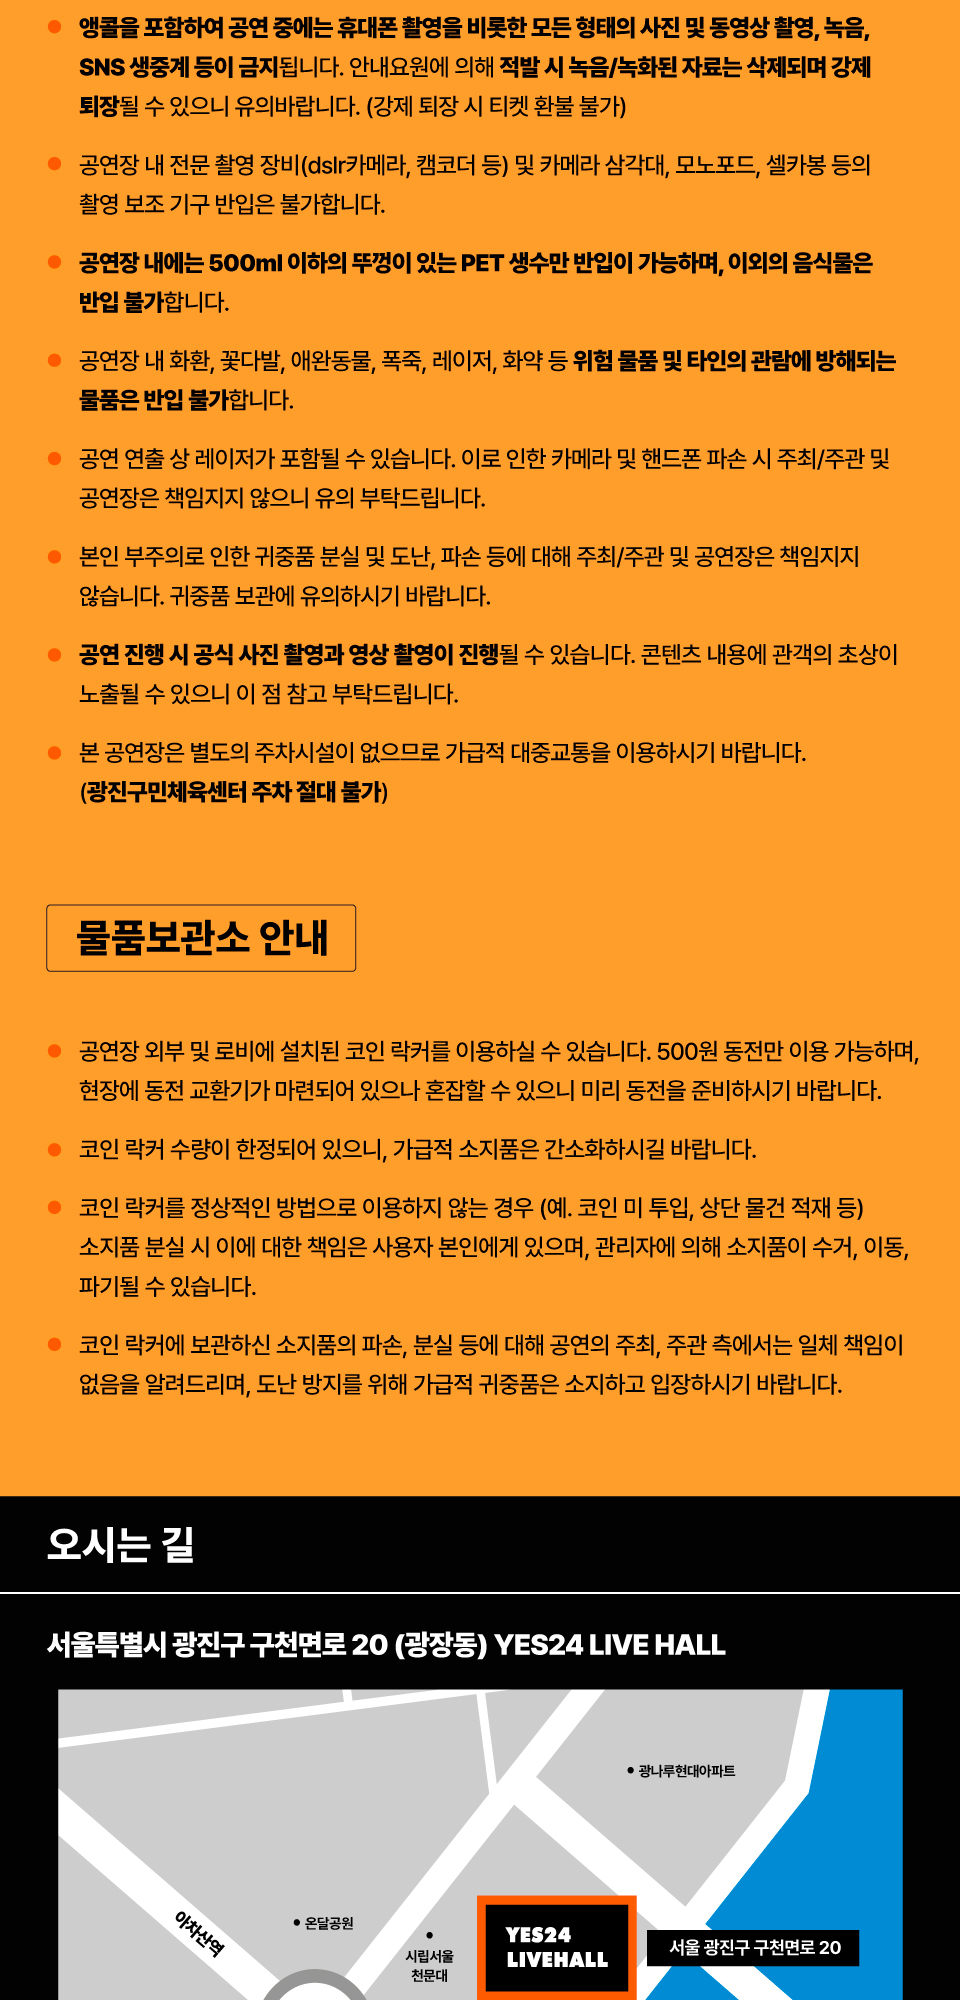 앵콜을 포함하여 공연 중에는 휴대폰 촬영을 비롯한 모든 형태의 사진 및 동영상 촬영, 녹음,
SNS 생중계 등이 금지됩니다. 안내요원에 의해 적발 시 녹음/녹화된 자료는 삭제되며 강제
퇴장될 수 있으니 유의바랍니다. (강제 퇴장 시 티켓 환불 불가)
공연장 내 전문 촬영 장비(dslr카메라, 캠코더 등) 및 카메라 삼각대, 모노포드, 셀카봉 등의
촬영 보조 기구 반입은 불가합니다.
공연장 내에는 500ml 이하의 뚜껑이 있는 PET 생수만 반입이 가능하며, 이외의 음식물은
반입 불가합니다.
공연장 내 화환, 꽃다발, 애완동물, 폭죽, 레이저, 화약 등 위험 물품 및 타인의 관람에 방해되는
물품은 반입 불가합니다.
공연 연출 상 레이저가 포함될 수 있습니다. 이로 인한 카메라 및 핸드폰 파손 시 주최/주관 및
공연장은 책임지지 않으니 유의 부탁드립니다.
본인 부주의로 인한 귀중품 분실 및 도난, 파손 등에 대해 주최/주관 및 공연장은 책임지지
않습니다. 귀중품 보관에 유의하시기 바랍니다.
공연 진행 시 공식 사진 촬영과 영상 촬영이 진행될 수 있습니다. 콘텐츠 내용에 관객의 초상이
노출될 수 있으니 이 점 참고 부탁드립니다.
본 공연장은 별도의 주차시설이 없으므로 가급적 대중교통을 이용하시기 바랍니다.
(광진구민체육센터 주차 절대 불가)
물품보관소 안내
공연장 외부 및 로비에 설치된 코인 락커를 이용하실 수 있습니다. 500원 동전만 이용 가능하며,
현장에 동전 교환기가 마련되어 있으나 혼잡할 수 있으니 미리 동전을 준비하시기 바랍니다.
코인 락커 수량이 한정되어 있으니, 가급적 소지품은 간소화하시길 바랍니다.
코인 락커를 정상적인 방법으로 이용하지 않는 경우 (예. 코인 미 투입, 상단 물건 적재 등)
소지품 분실 시 이에 대한 책임은 사용자 본인에게 있으며, 관리자에 의해 소지품이 수거, 이동,
파기될 수 있습니다.
코인 락커에 보관하신 소지품의 파손, 분실 등에 대해 공연의 주최, 주관 측에서는 일체 책임이
없음을 알려드리며, 도난 방지를 위해 가급적 귀중품은 소지하고 입장하시기 바랍니다.
오시는 길
서울특별시 광진구 구천면로 20 (광장동) YES24 LIVE HALL
광나루현대아파트
아차산역
온달공원
시립서울
천문대
YES24
LIVEHALL
서울 광진구 구천면로 20